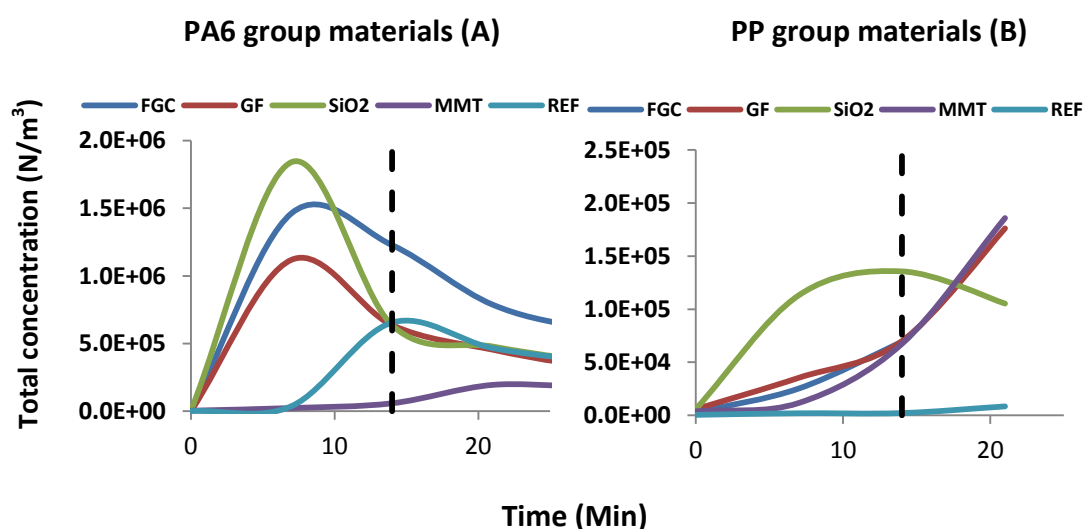 PA6 group materials (A)
PP group materials (B)
FGC GF SiO2 MMT REF
FGC GF SiO2 MMT REF
Total concentration (N/m³)
2.0E+06
1.5E+06
1.0E+06
5.0E+05
0.0E+00
0 10 20
2.5E+05
2.0E+05
1.5E+05
1.0E+05
5.0E+04
0.0E+00
0 10 20
Time (Min)